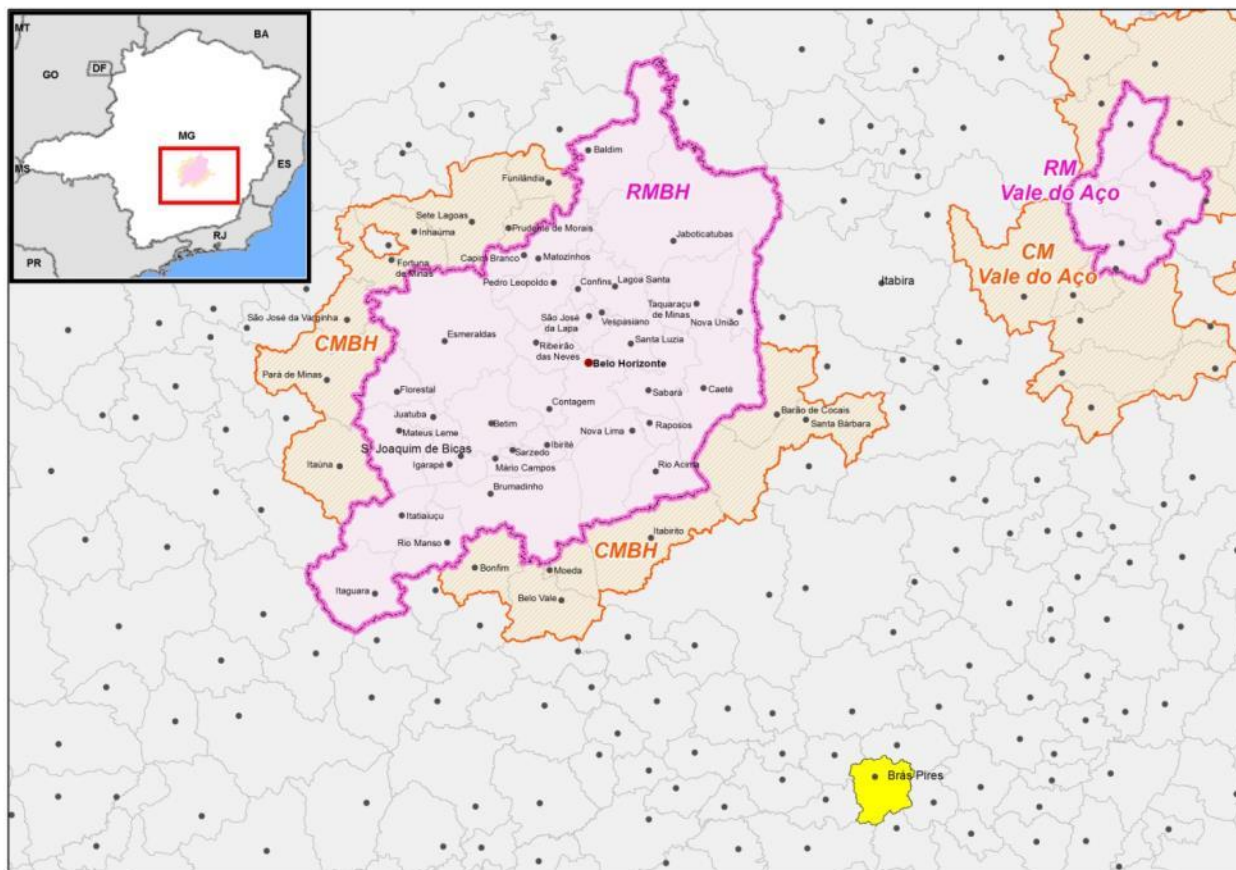 MT
BA
GO
DF
MG
MS
ES
RJ
PR
Baldim
RMBH
RM
Vale do Aço
Funilândia
Sete Lagoas
Inhaúma
Prudente de Morais
Jaboticatubas
CM
Vale do Aço
Fortuna
de Minas
Capim Branco
Matozinhos
Pedro Leopoldo
Confins
Lagoa Santa
Itabira
São José da Varginha
São José
da Lapa
Vespasiano
Taquaraçu
de Minas
Nova União
CMBH
Esmeraldas
Ribeirão
das Neves
Santa Luzia
Belo Horizonte
Pará de Minas
Florestal
Sabará
Caeté
Contagem
Juatuba
Betim
Barão de Cocais
Santa Bárbara
Mateus Leme
Nova Lima
Raposos
S. Joaquim de Bicas
Ibirité
Sarzedo
Itaúna
Igarapé
Mário Campos
Rio Acima
Brumadinho
Itatiaiuçu
Itabirito
Rio Manso
CMBH
Bonfim
Moeda
Itaguara
Belo Vale
Brás Pires